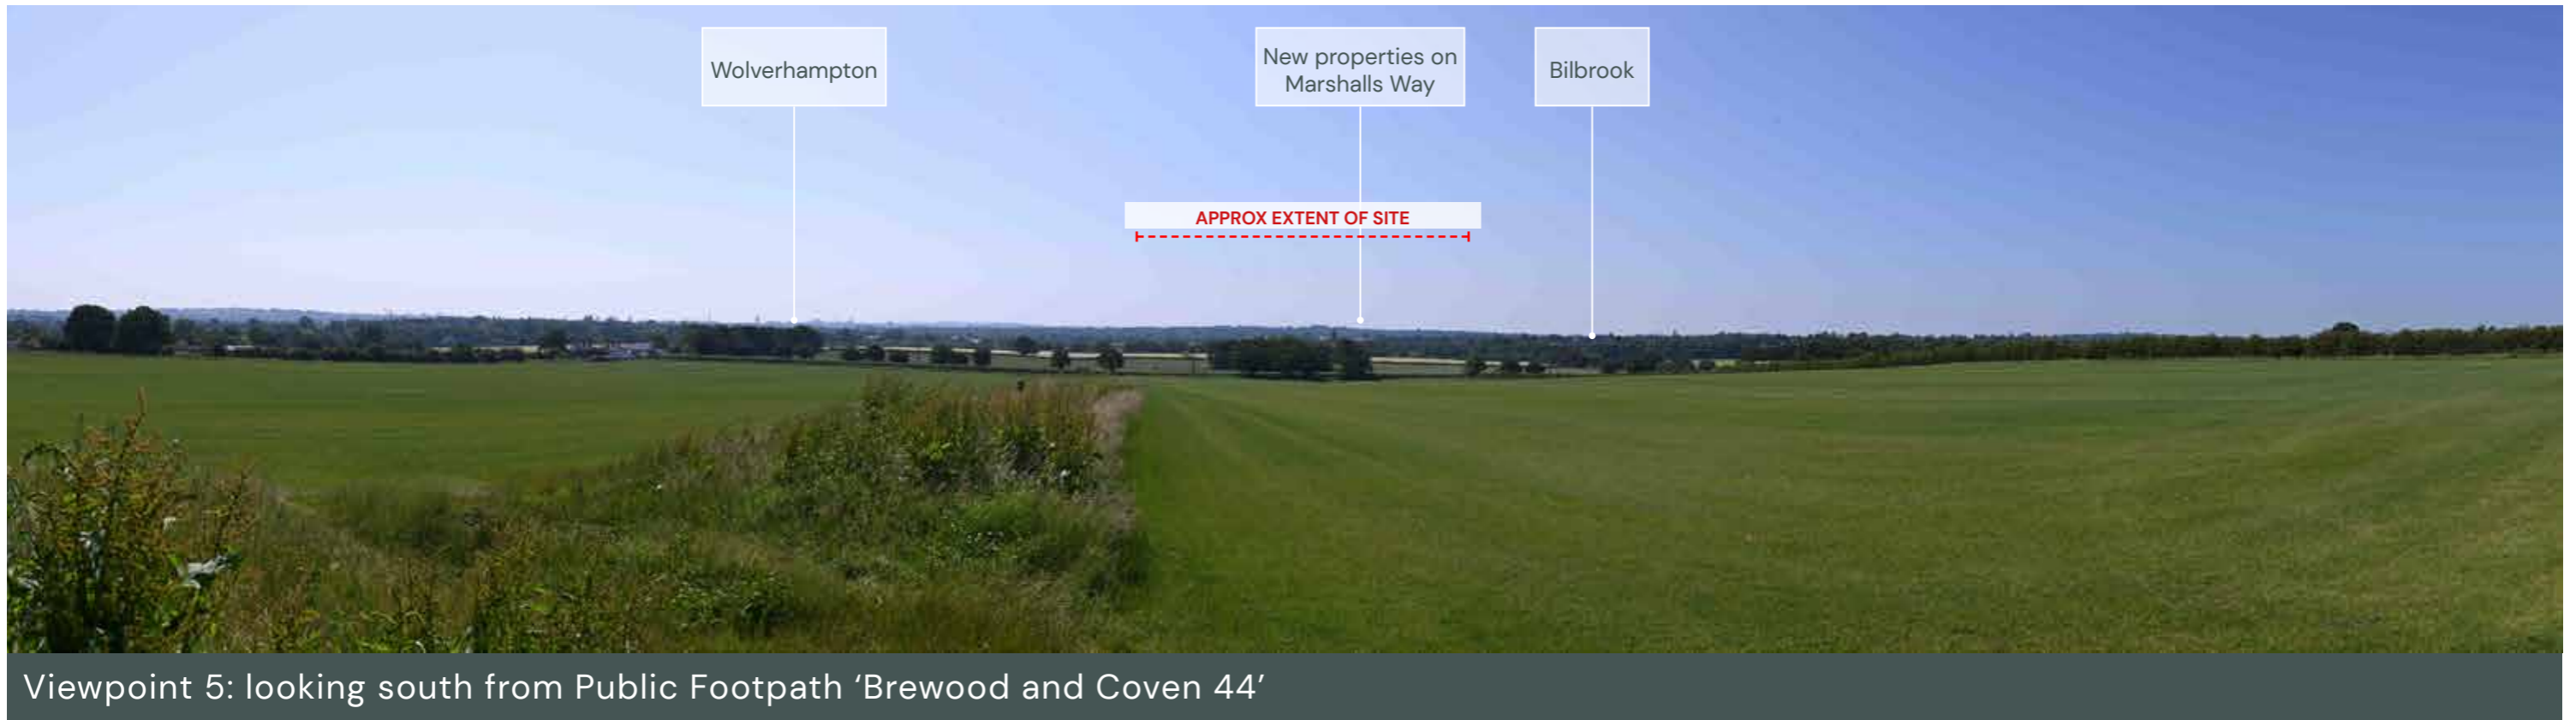 Wolverhampton
New properties on
Marshalls Way
Bilbrook
APPROX EXTENT OF SITE
Viewpoint 5: looking south from Public Footpath ‘Brewood and Coven 44’